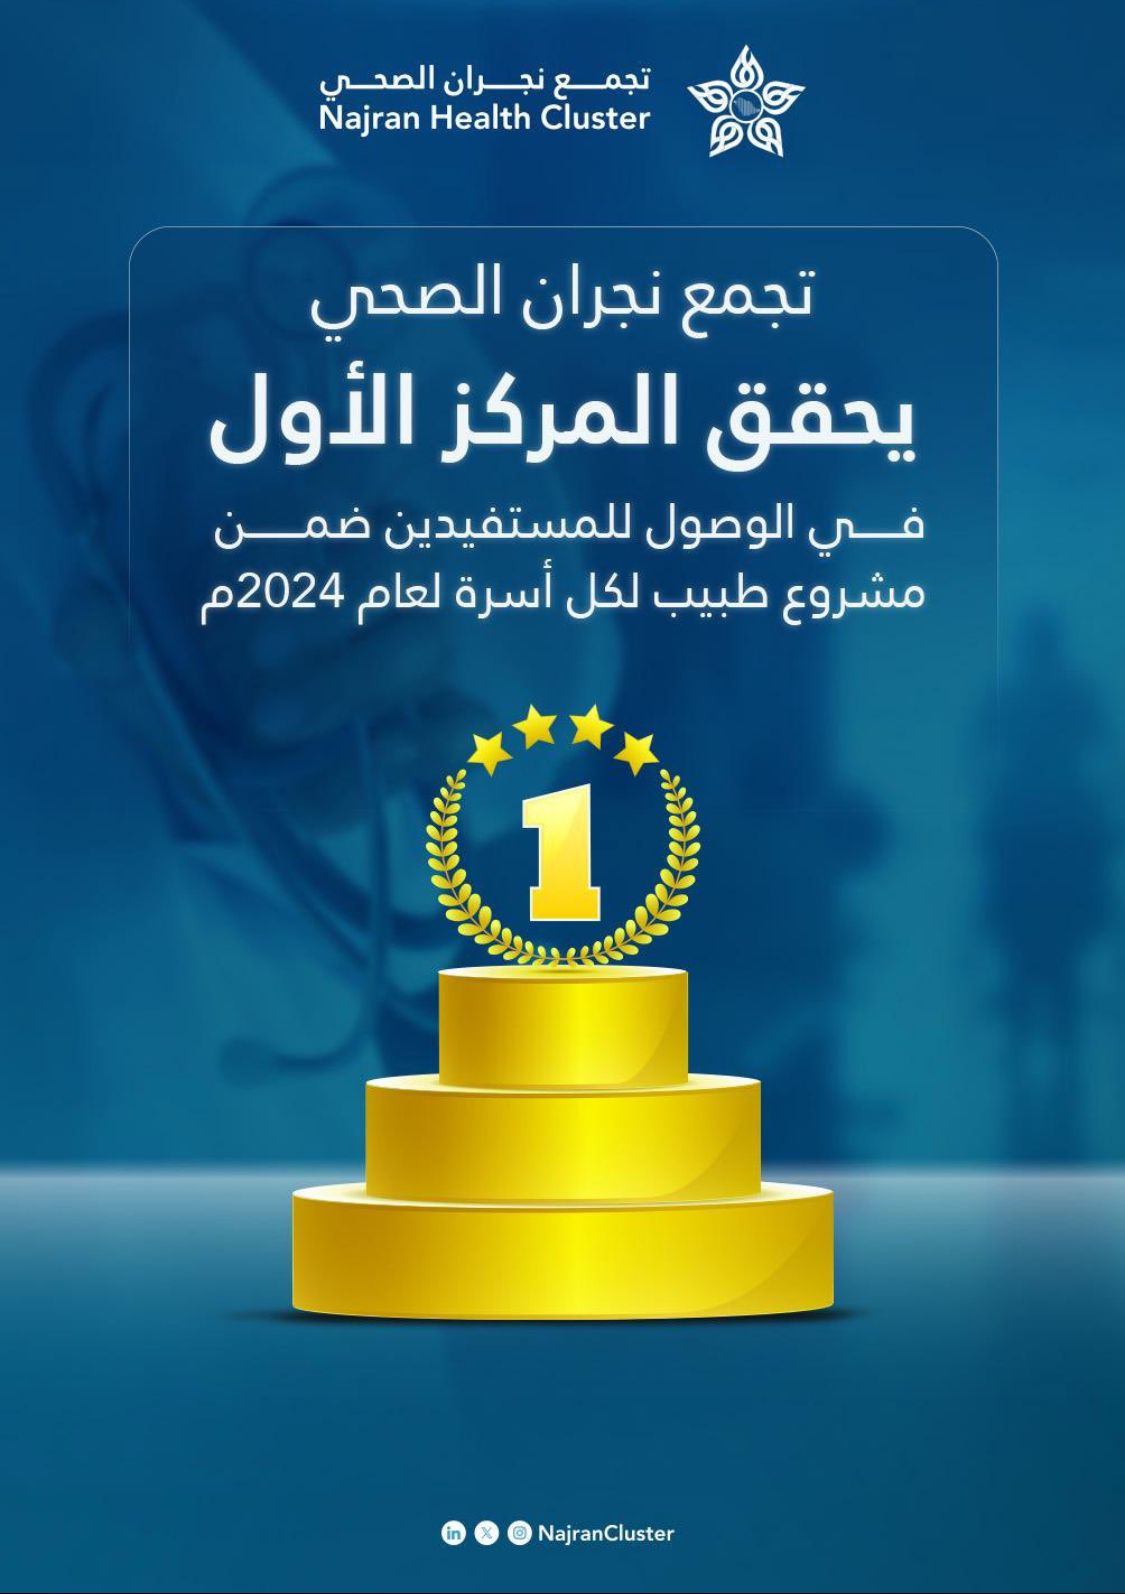 تجمـــع نجـــران الصحـــي
Najran Health Cluster
تجمع نجران الصحي
يحقق المركز الأول
فـــي الوصول للمستفيدين ضمـــن
مشروع طبيب لكل أسرة لعام 2024م
1
NajranCluster